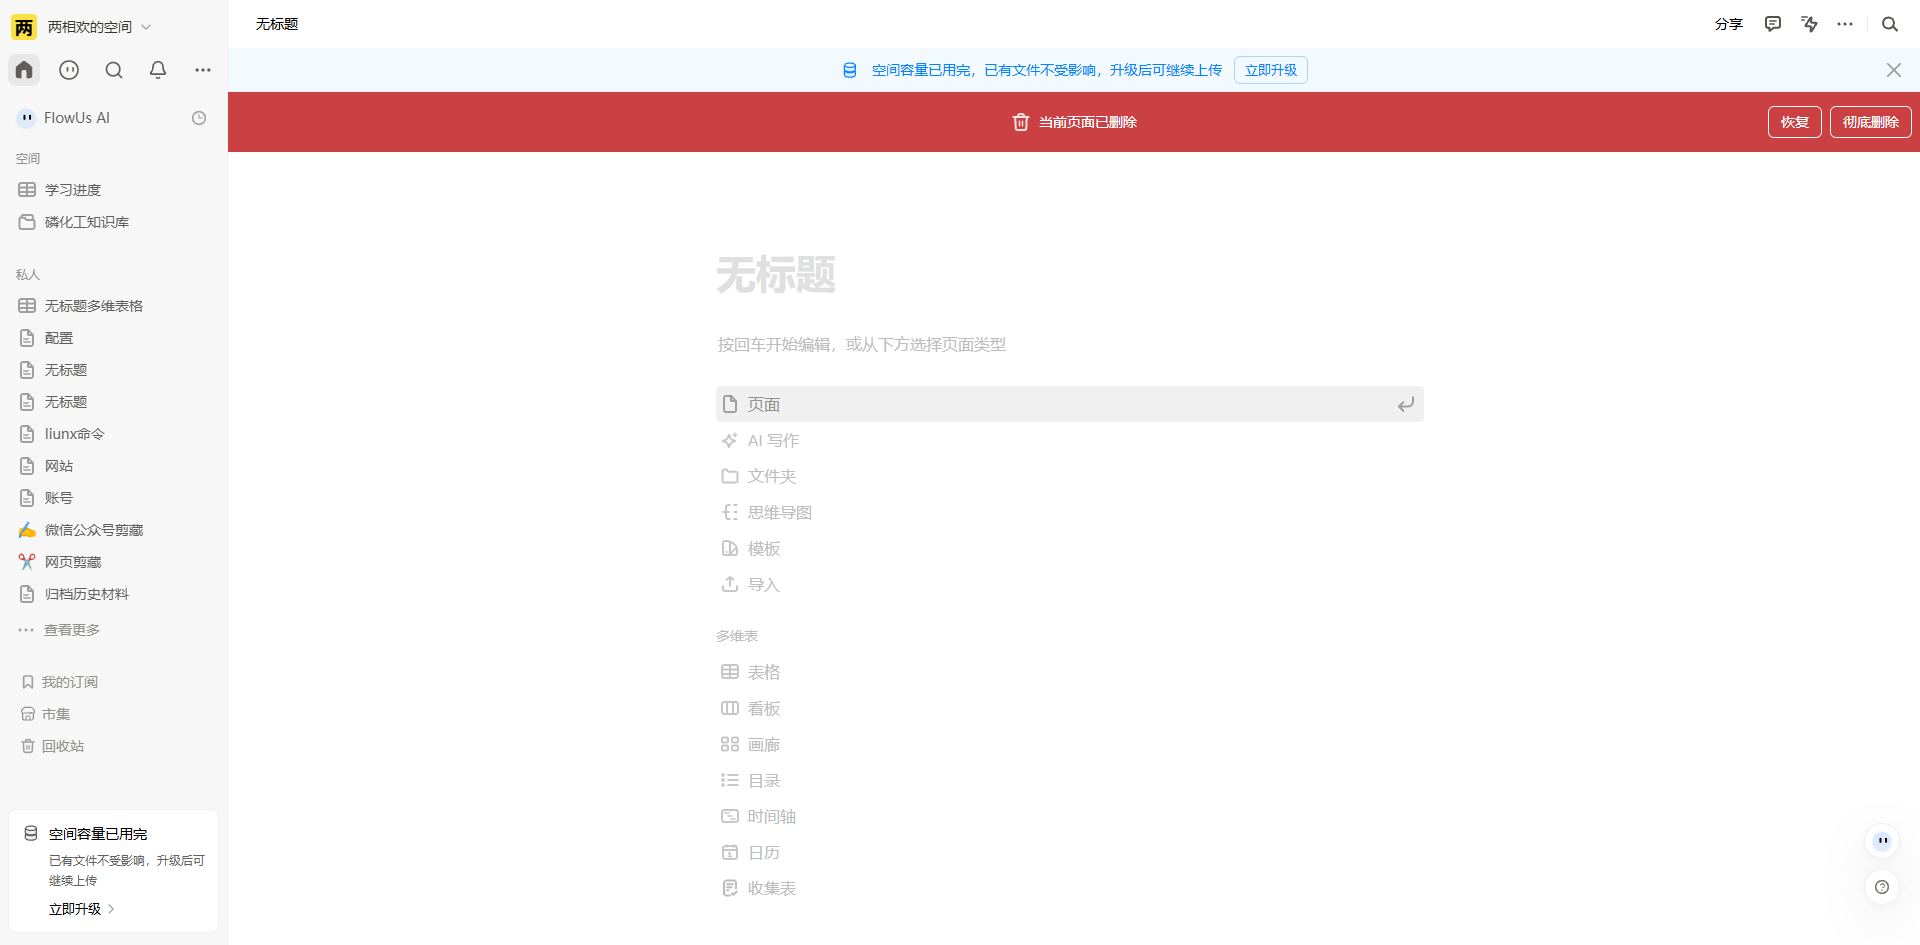 两 两相欢的空间
FlowUs AI
空间
学习进度
磷化工知识库
私人
无标题多维表格
配置
无标题
无标题
liunx命令
网站
账号
微信公众号剪藏
网页剪藏
归档历史材料
查看更多
我的订阅
市集
回收站
空间容量已用完
已有文件不受影响，升级后可
继续上传
立即升级
无标题
分享
空间容量已用完，已有文件不受影响，升级后可继续上传 立即升级
当前页面已删除
恢复 彻底删除
无标题
按回车开始编辑，或从下方选择页面类型
页面
AI 写作
文件夹
思维导图
模板
导入
多维表
表格
看板
画廊
目录
时间轴
日历
收集表